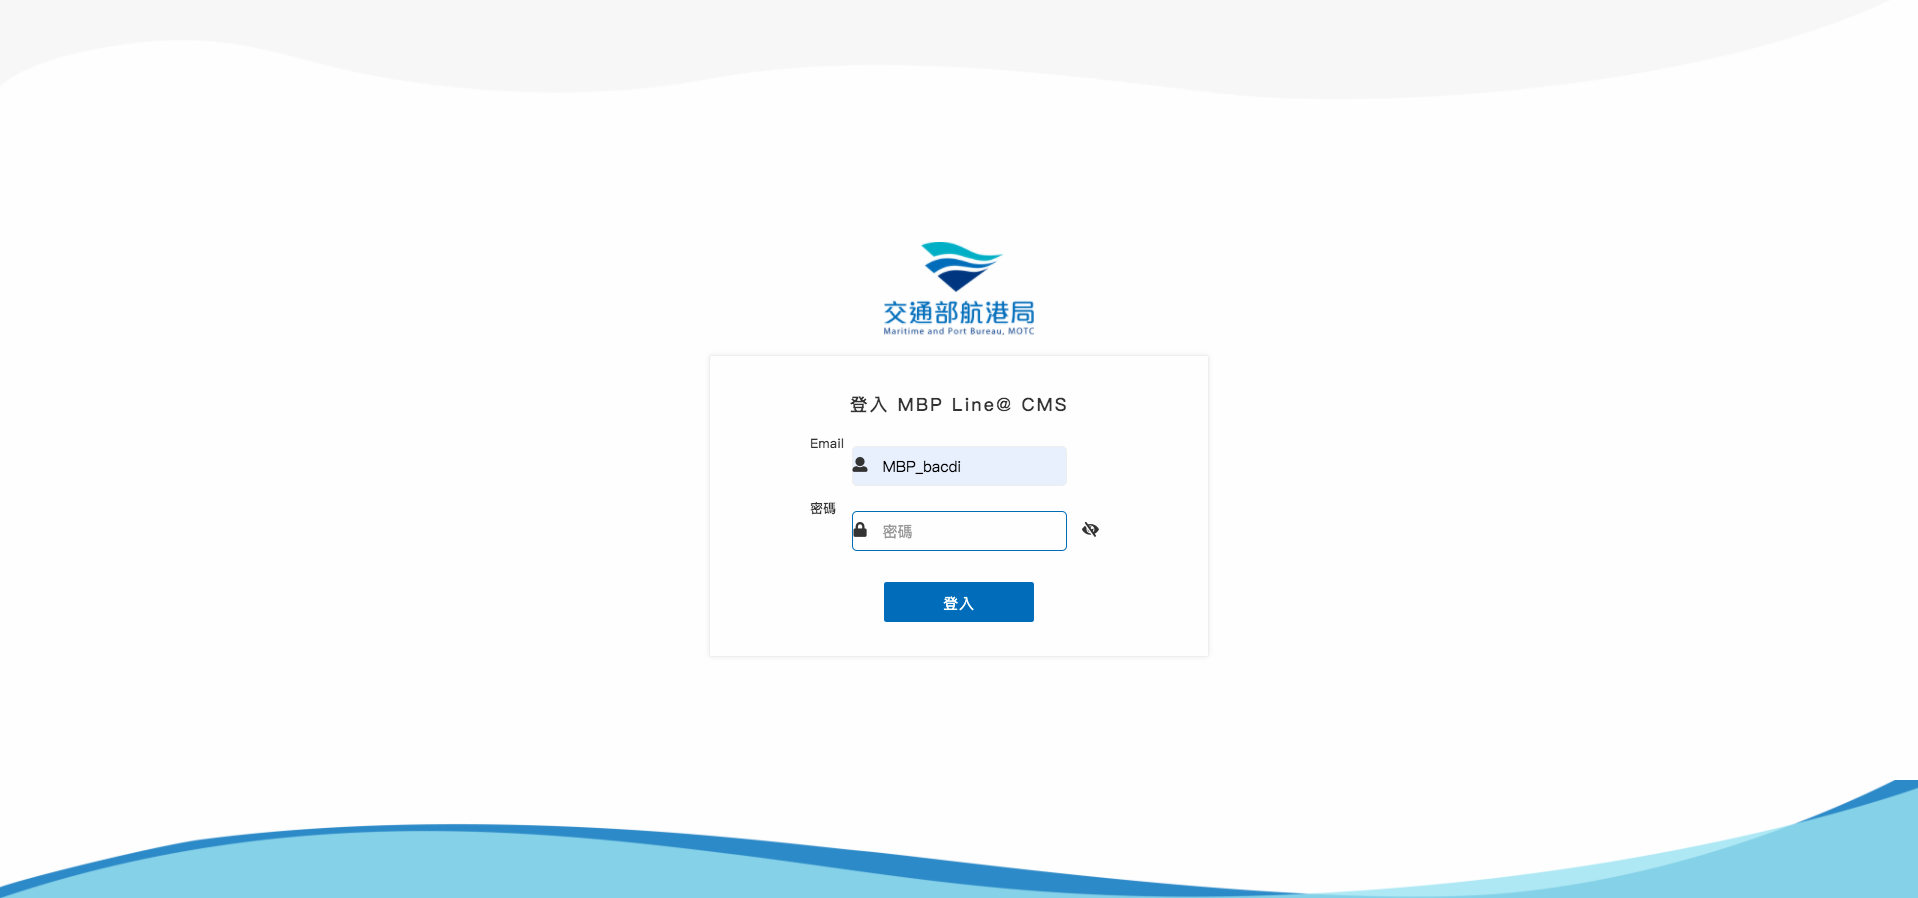 交通部航港局
Maritime and Port Bureau, MOTC
登入 MBP Line@ CMS
Email
MBP_bacdi
密碼
密碼
登入